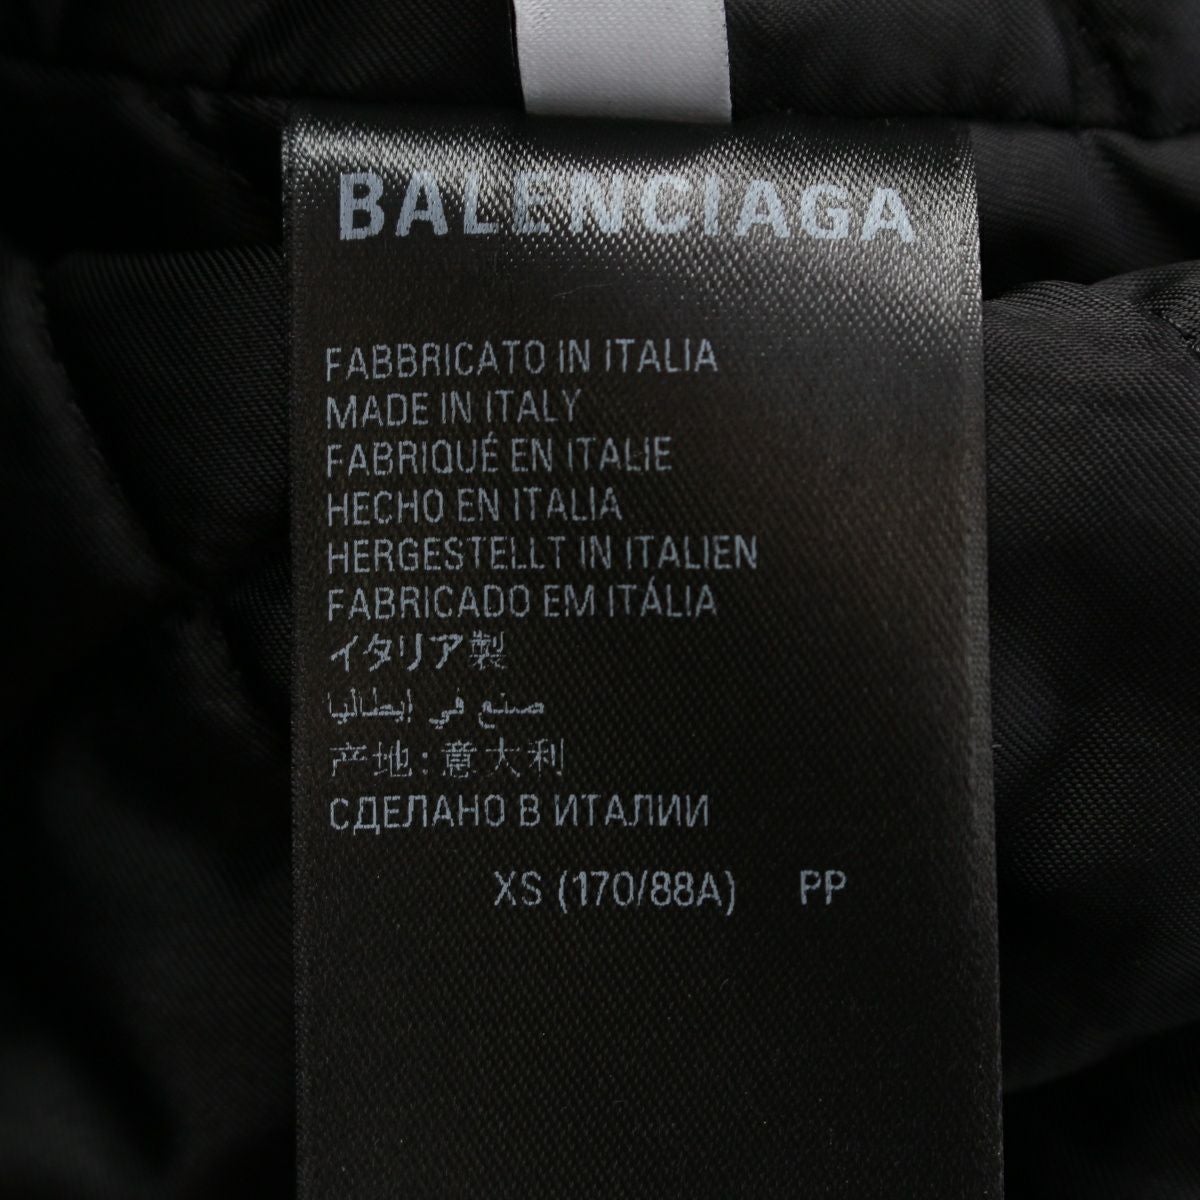 BALENCIAGA
FABBRICATO IN ITALIA
MADE IN ITALY
FABRIQUÉ EN ITALIE
HECHO EN ITALIA
HERGESTELLT IN ITALIEN
FABRICADO EM ITÁLIA
イタリア製
صنع في إيطاليا
产地：意大利
СДЕЛАНО В ИТАЛИИ
XS (170/88A) PP